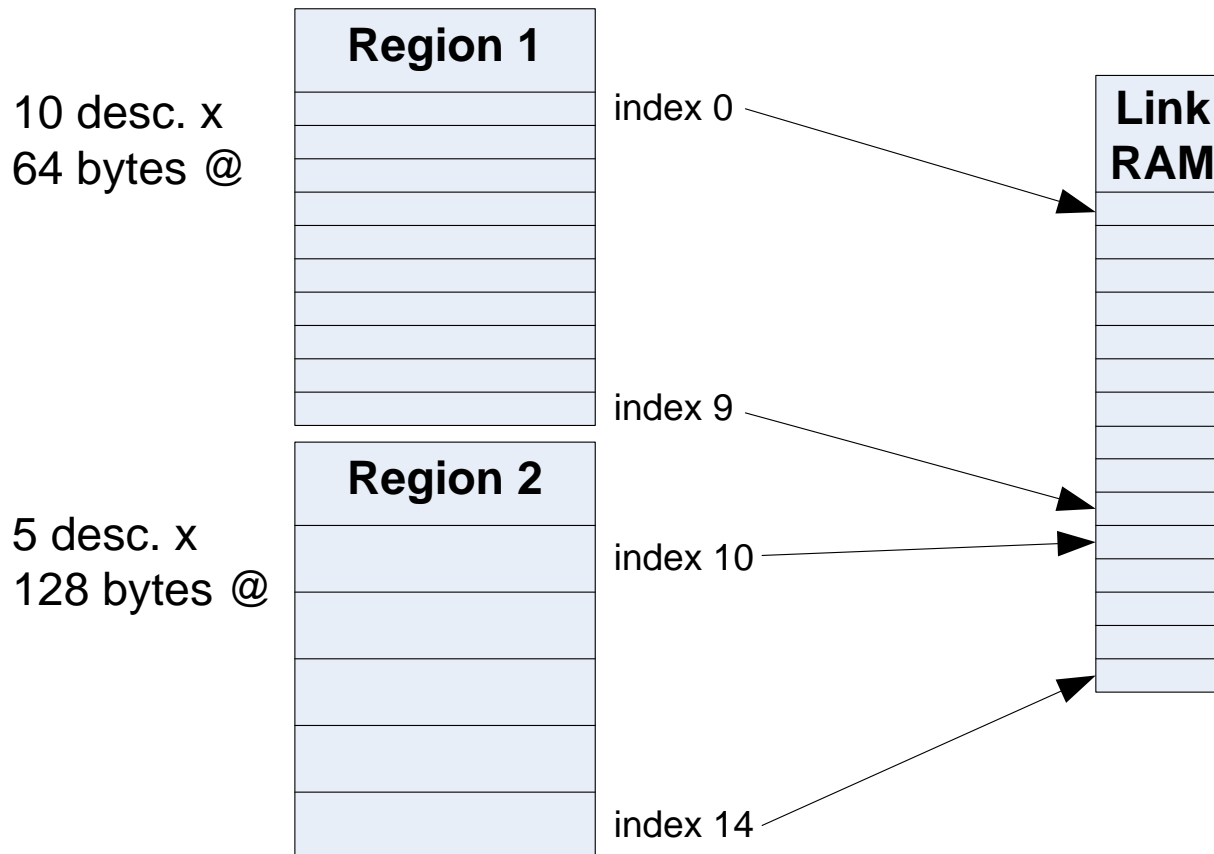 Region 1
10 desc. x
64 bytes @
index 0
Link
RAM
index 9
Region 2
5 desc. x
128 bytes @
index 10
index 14